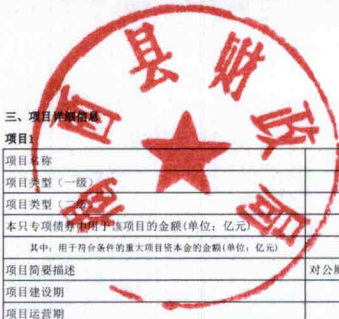 县财政局
三、项目详细信息
项目1
项目名称
项目类型（一级）
项目类型（二级）
本只专项债券中用于该项目的金额(单位：亿元)
其中：用于符合条件的重大项目资本金的金额(单位：亿元)
项目简要描述 对公
项目建设期
项目运营期